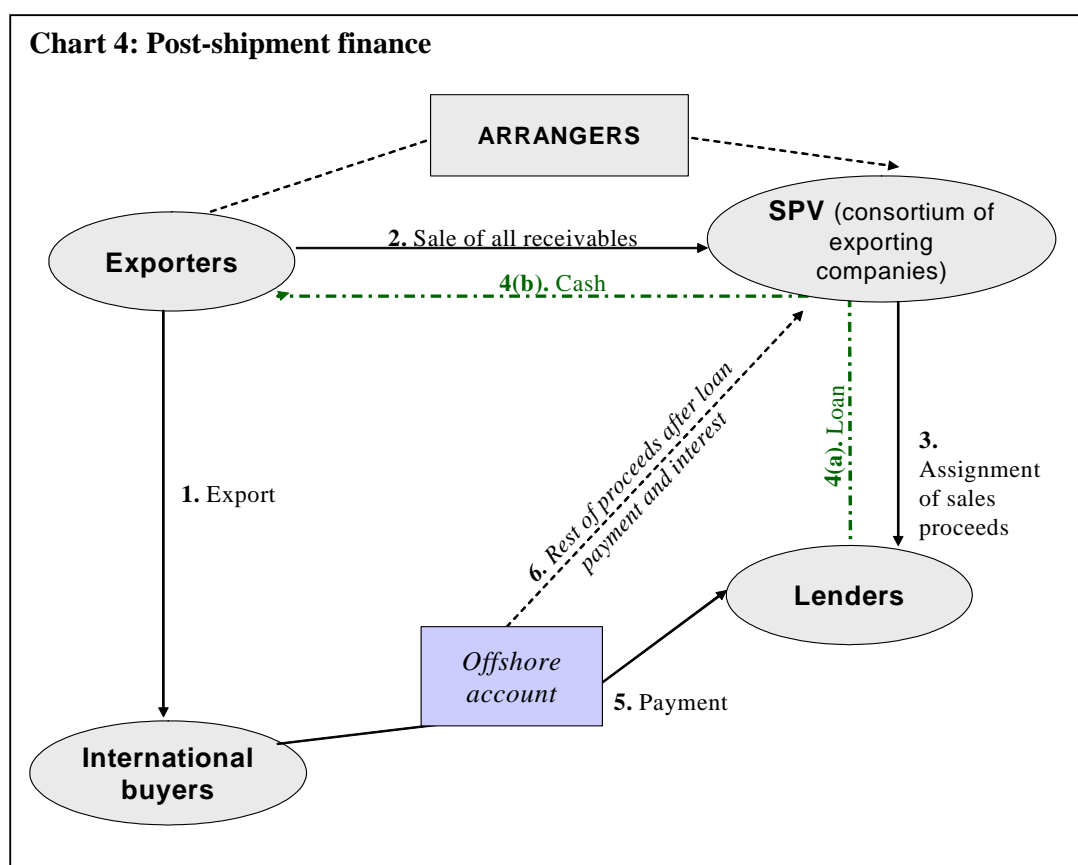 Chart 4: Post-shipment finance
ARRANGERS
SPV (consortium of
exporting
companies)
2. Sale of all receivables
Exporters
4(b). Cash
6. Rest of proceeds after loan
payment and interest
4(a). Loan
3.
Assignment
of sales
proceeds
1. Export
Lenders
Offshore
account
5. Payment
International
buyers